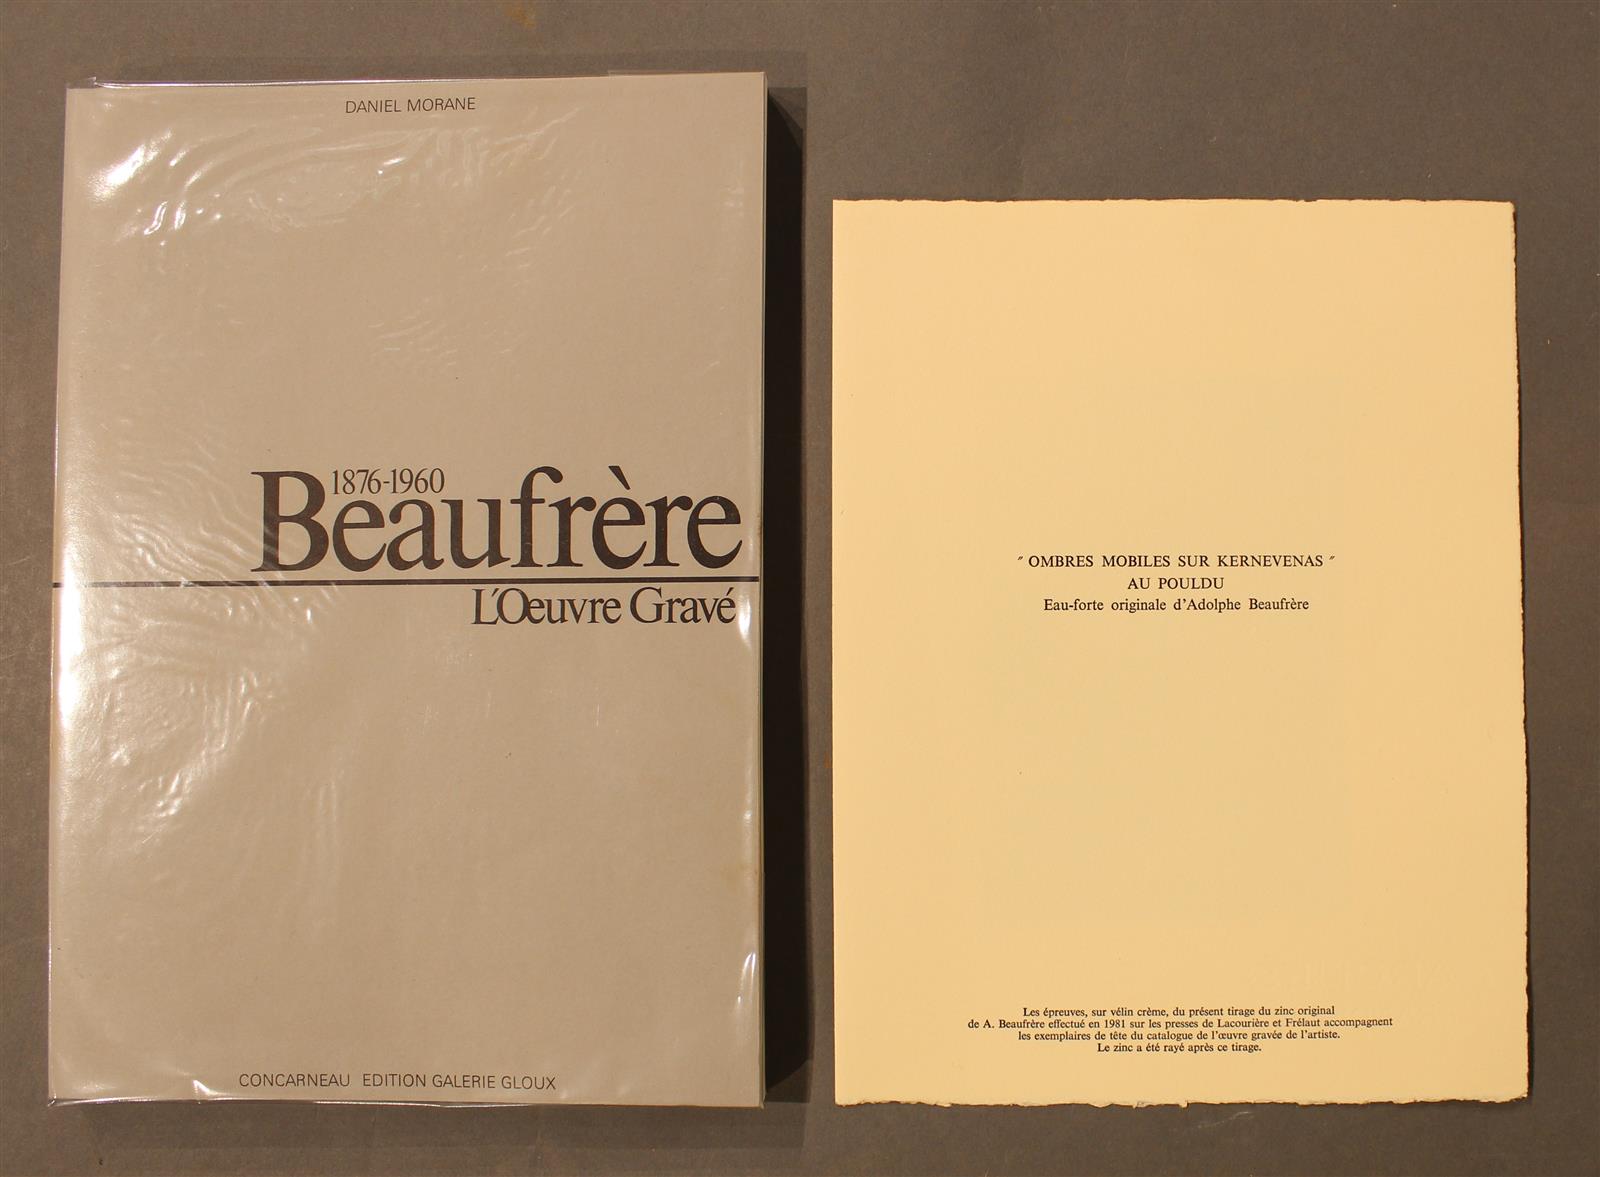 DANIEL MORANE
1876-1960
Beaufrère
L'Oeuvre Gravé
CONCARNEAU EDITION GALERIE GLOUX
" OMBRES MOBILES SUR KERNEVENAS "
AU POULDU
Eau-forte originale d'Adolphe Beaufrère
Les épreuves, sur vélin crème, du présent tirage du zinc original
de A. Beaufrère effectué en 1981 sur les presses de Lacourière et Frélaut accompagnent
les exemplaires de tête du catalogue de l'œuvre gravée de l'artiste.
Le zinc a été rayé après ce tirage.